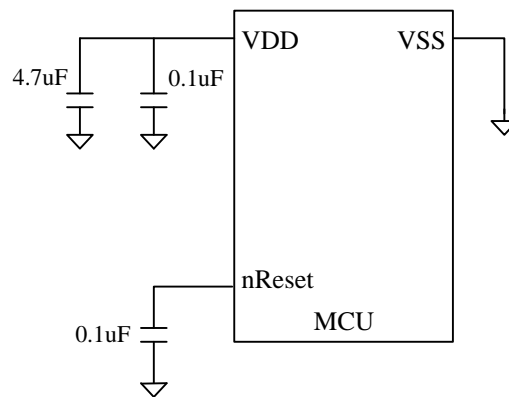 VDD
VSS
4.7uF
0.1uF
nReset
0.1uF
MCU